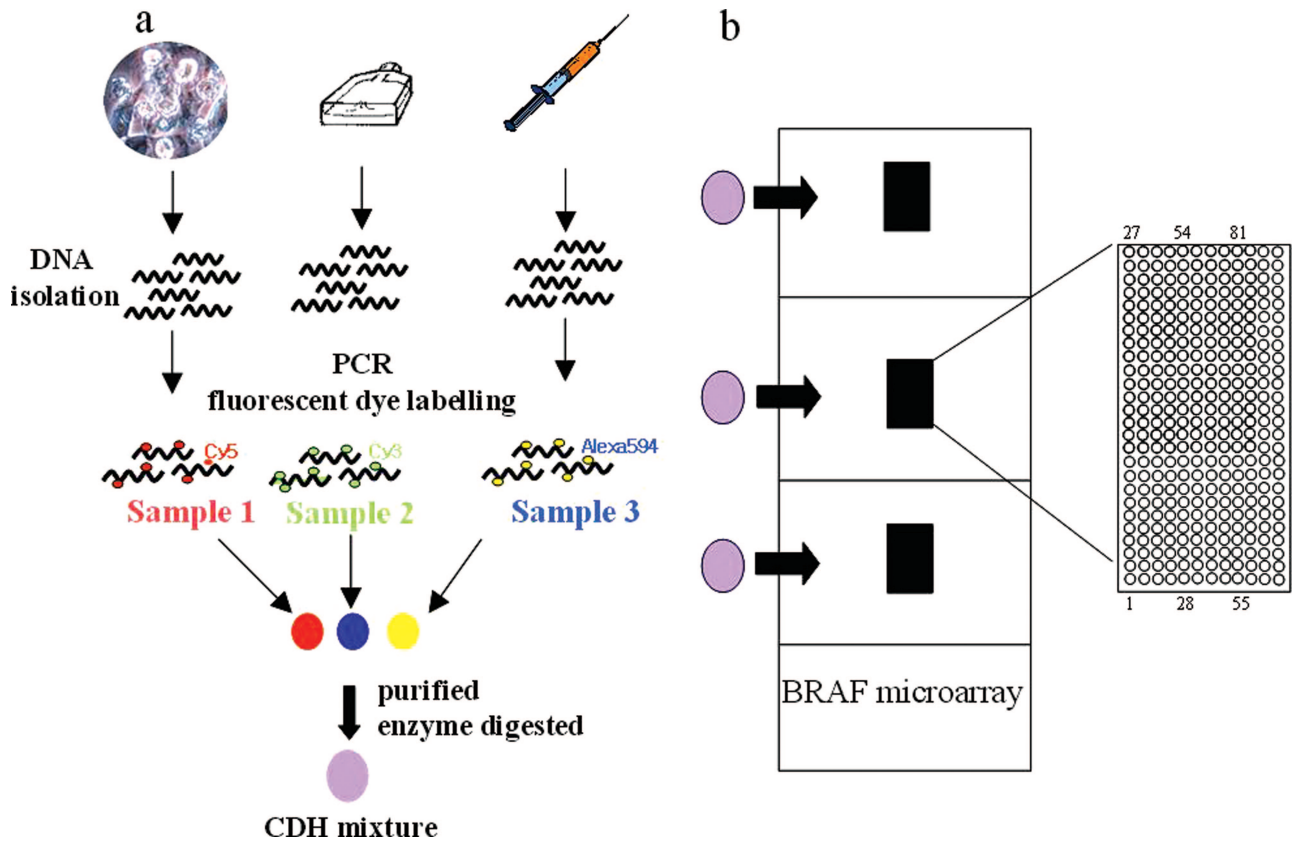 a
DNA
isolation
PCR
fluorescent dye labelling
Cy5
Cy3
Alexa594
Sample 1
Sample 2
Sample 3
purified
enzyme digested
CDH mixture
b
27 54 81
1 28 55
BRAF microarray